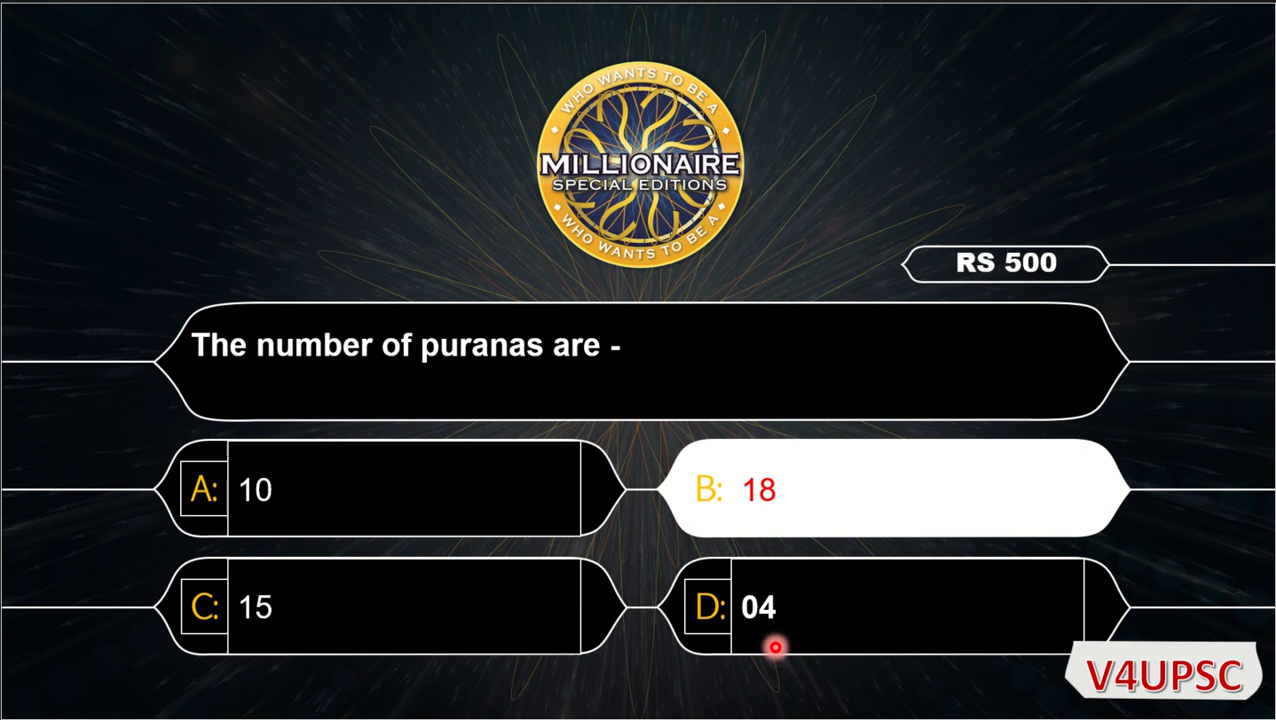 WHO WANTS TO BE A
MILLIONAIRE
SPECIAL EDITIONS
WHO WANTS TO BE A
RS 500
The number of puranas are -
A: 10
B: 18
C: 15
D: 04
V4UPSC